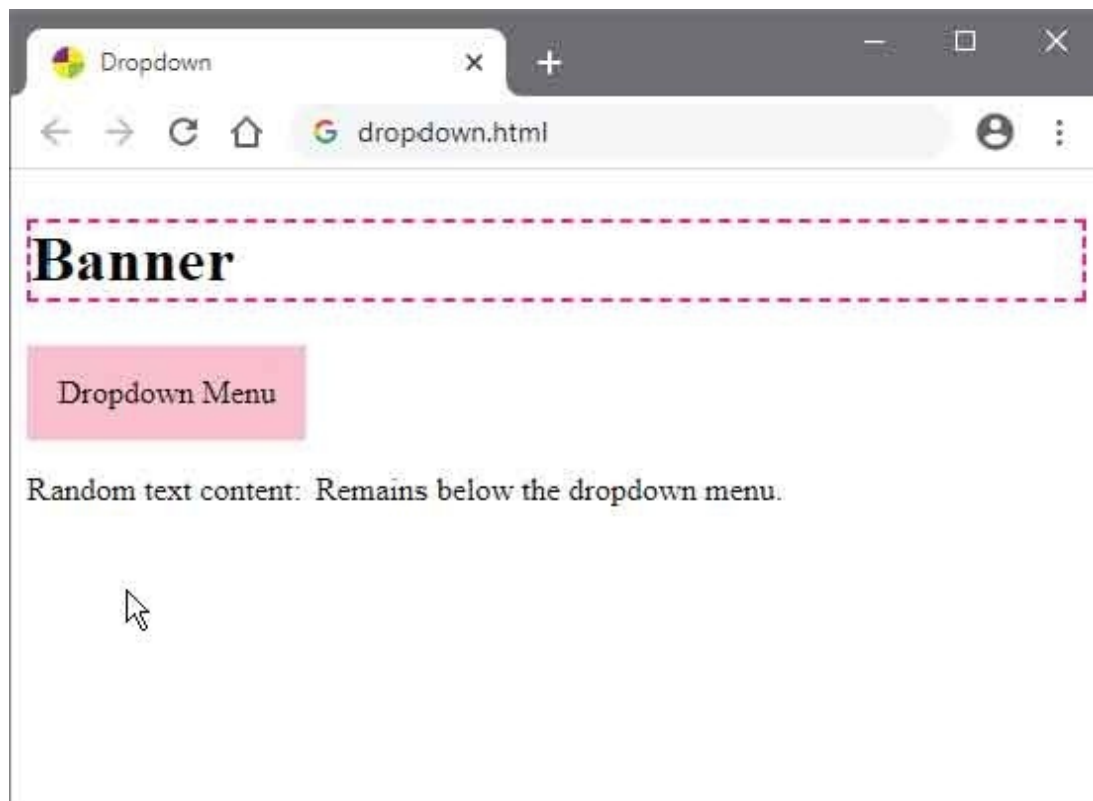 Dropdown
dropdown.html
Banner
Dropdown Menu
Random text content: Remains below the dropdown menu.